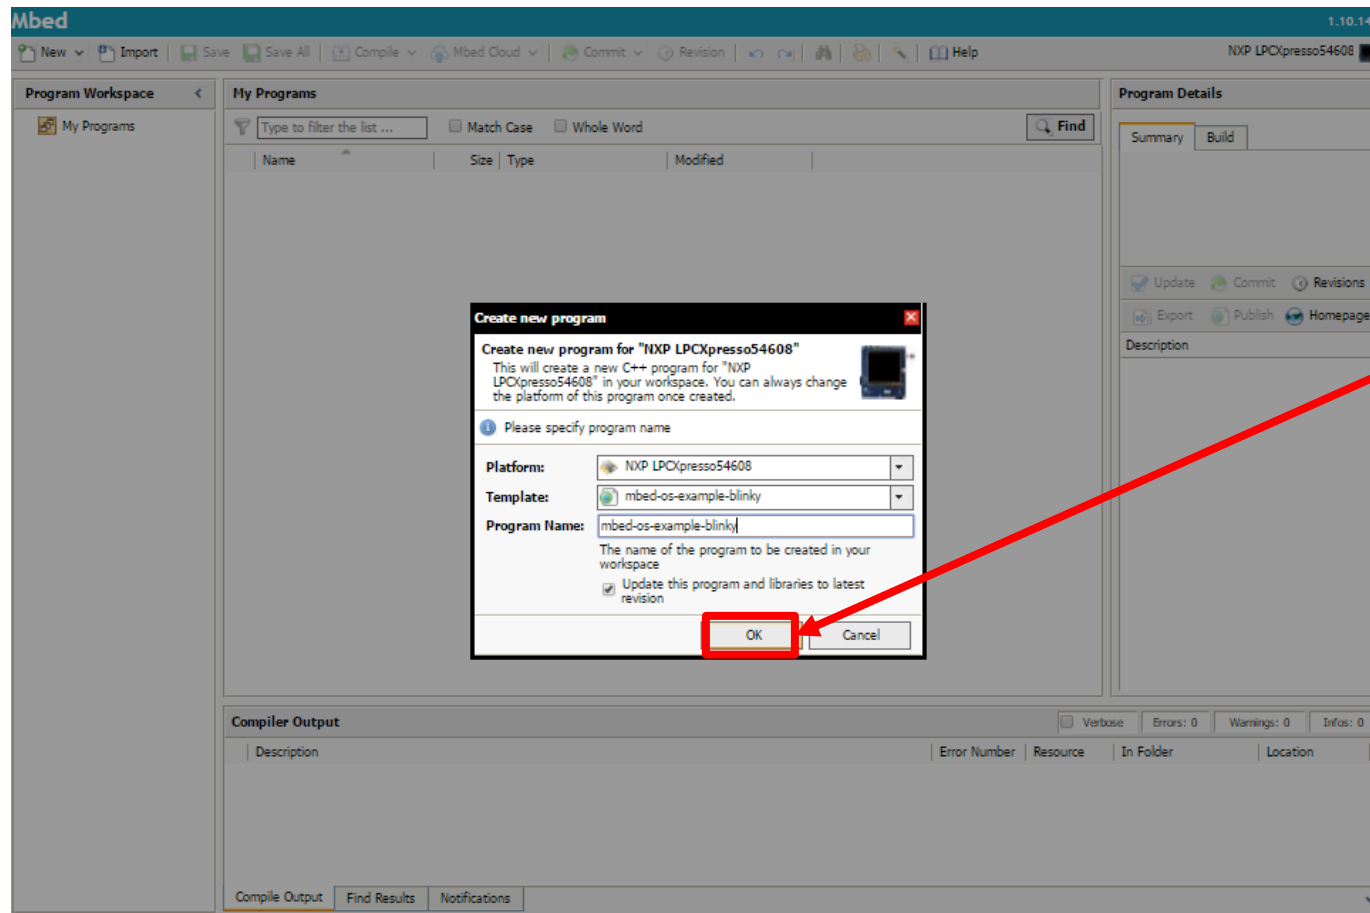 Mbed 1.10.14
New Import Save Save All Compile Mbed Cloud Commit Revision Help NXP LPCXpresso54608
Program Workspace
My Programs
My Programs
Type to filter the list ... Match Case Whole Word Find
Name Size Type Modified
Program Details
Summary Build
Update Commit Revisions
Export Publish Homepage
Description
Create new program
Create new program for "NXP LPCXpresso54608"
This will create a new C++ program for "NXP
LPCXpresso54608" in your workspace. You can always change
the platform of this program once created.
Please specify program name
Platform: NXP LPCXpresso54608
Template: mbed-os-example-blinky
Program Name: mbed-os-example-blinky
The name of the program to be created in your
workspace
Update this program and libraries to latest
revision
OK Cancel
Compiler Output Verbose Errors: 0 Warnings: 0 Infos: 0
Description Error Number Resource In Folder Location
Compile Output Find Results Notifications